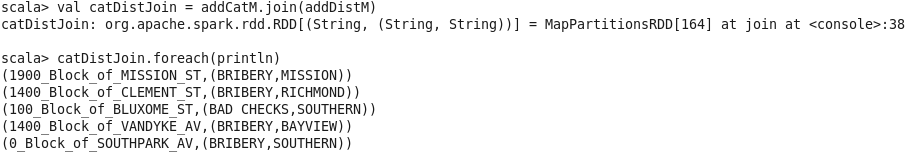 scala> val catDistJoin = addCatM.join(addDistM)
catDistJoin: org.apache.spark.rdd.RDD[(String, (String, String))] = MapPartitionsRDD[164] at join at <console>:38
scala> catDistJoin.foreach(println)
(1900_Block_of_MISSION_ST,(BRIBERY,MISSION))
(1400_Block_of_CLEMENT_ST,(BRIBERY,RICHMOND))
(100_Block_of_BLUXOME_ST,(BAD CHECKS,SOUTHERN))
(1400_Block_of_VANDYKE_AV,(BRIBERY,BAYVIEW))
(0_Block_of_SOUTHPARK_AV,(BRIBERY,SOUTHERN))